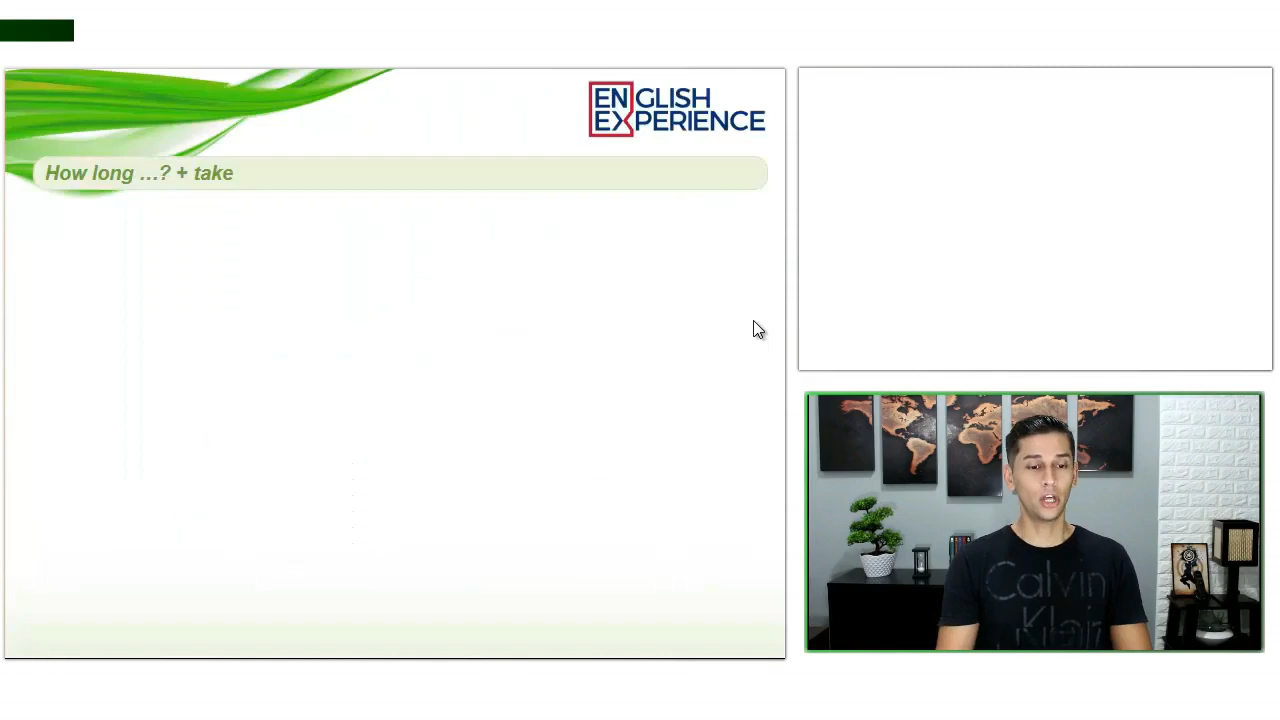 ENGLISH
EXPERIENCE
How long …? + take
Calvin
Klein